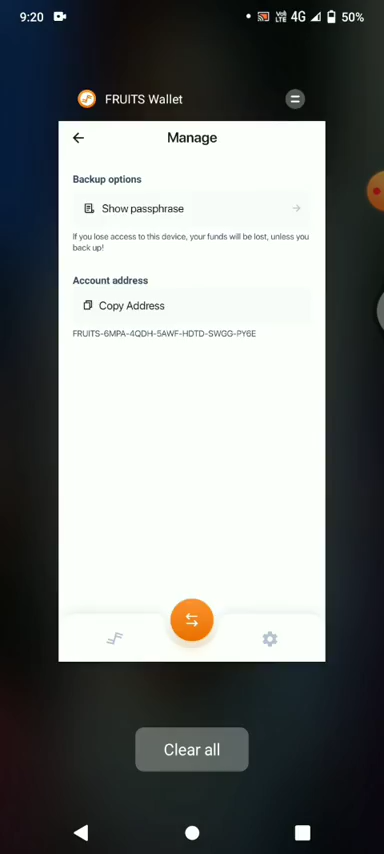 9:20
4G
50%
FRUITS Wallet
Manage
Backup options
Show passphrase
If you lose access to this device, your funds will be lost, unless you
back up!
Account address
Copy Address
FRUITS-6MPA-4QDH-5AWF-HDTD-SWGG-PY6E
Clear all